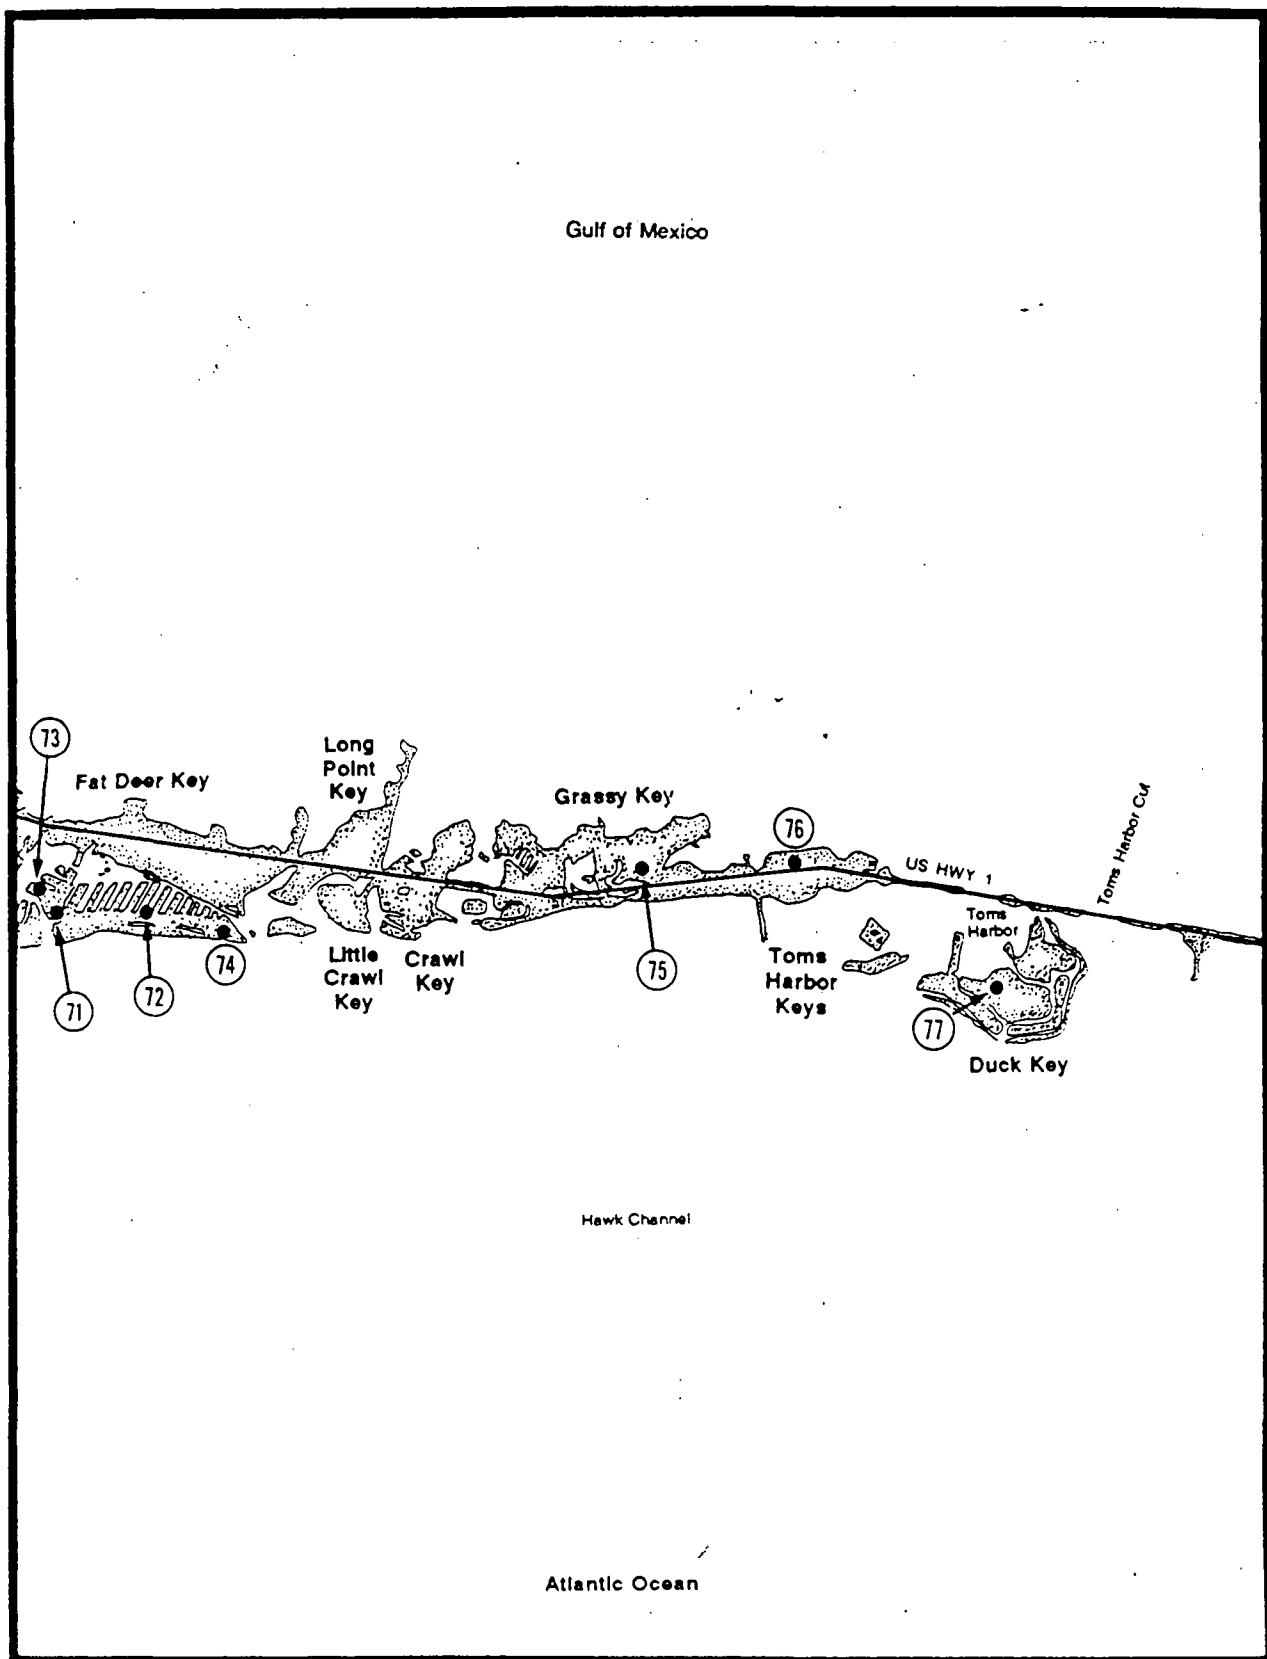 Gulf of Mexico
73
Fat Deer Key
Long
Point
Key
Grassy Key
76
US HWY 1
Toms Harbor Cut
Toms
Harbor
71
72
74
Little
Crawl
Key
Crawl
Key
75
Toms
Harbor
Keys
77
Duck Key
Hawk Channel
Atlantic Ocean